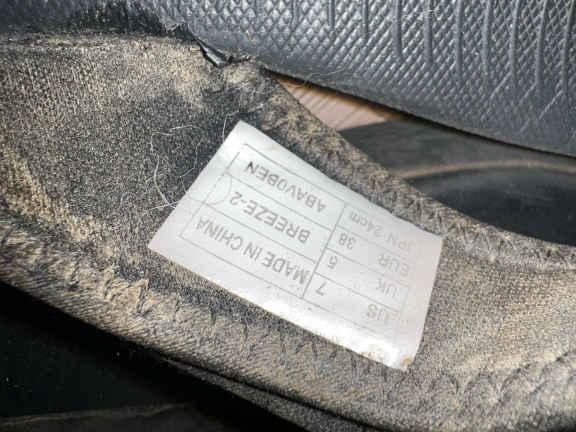 US 7
UK 5
EUR 38
JPN 24cm
MADE IN CHINA
BREEZE-2
ABAVOBEN